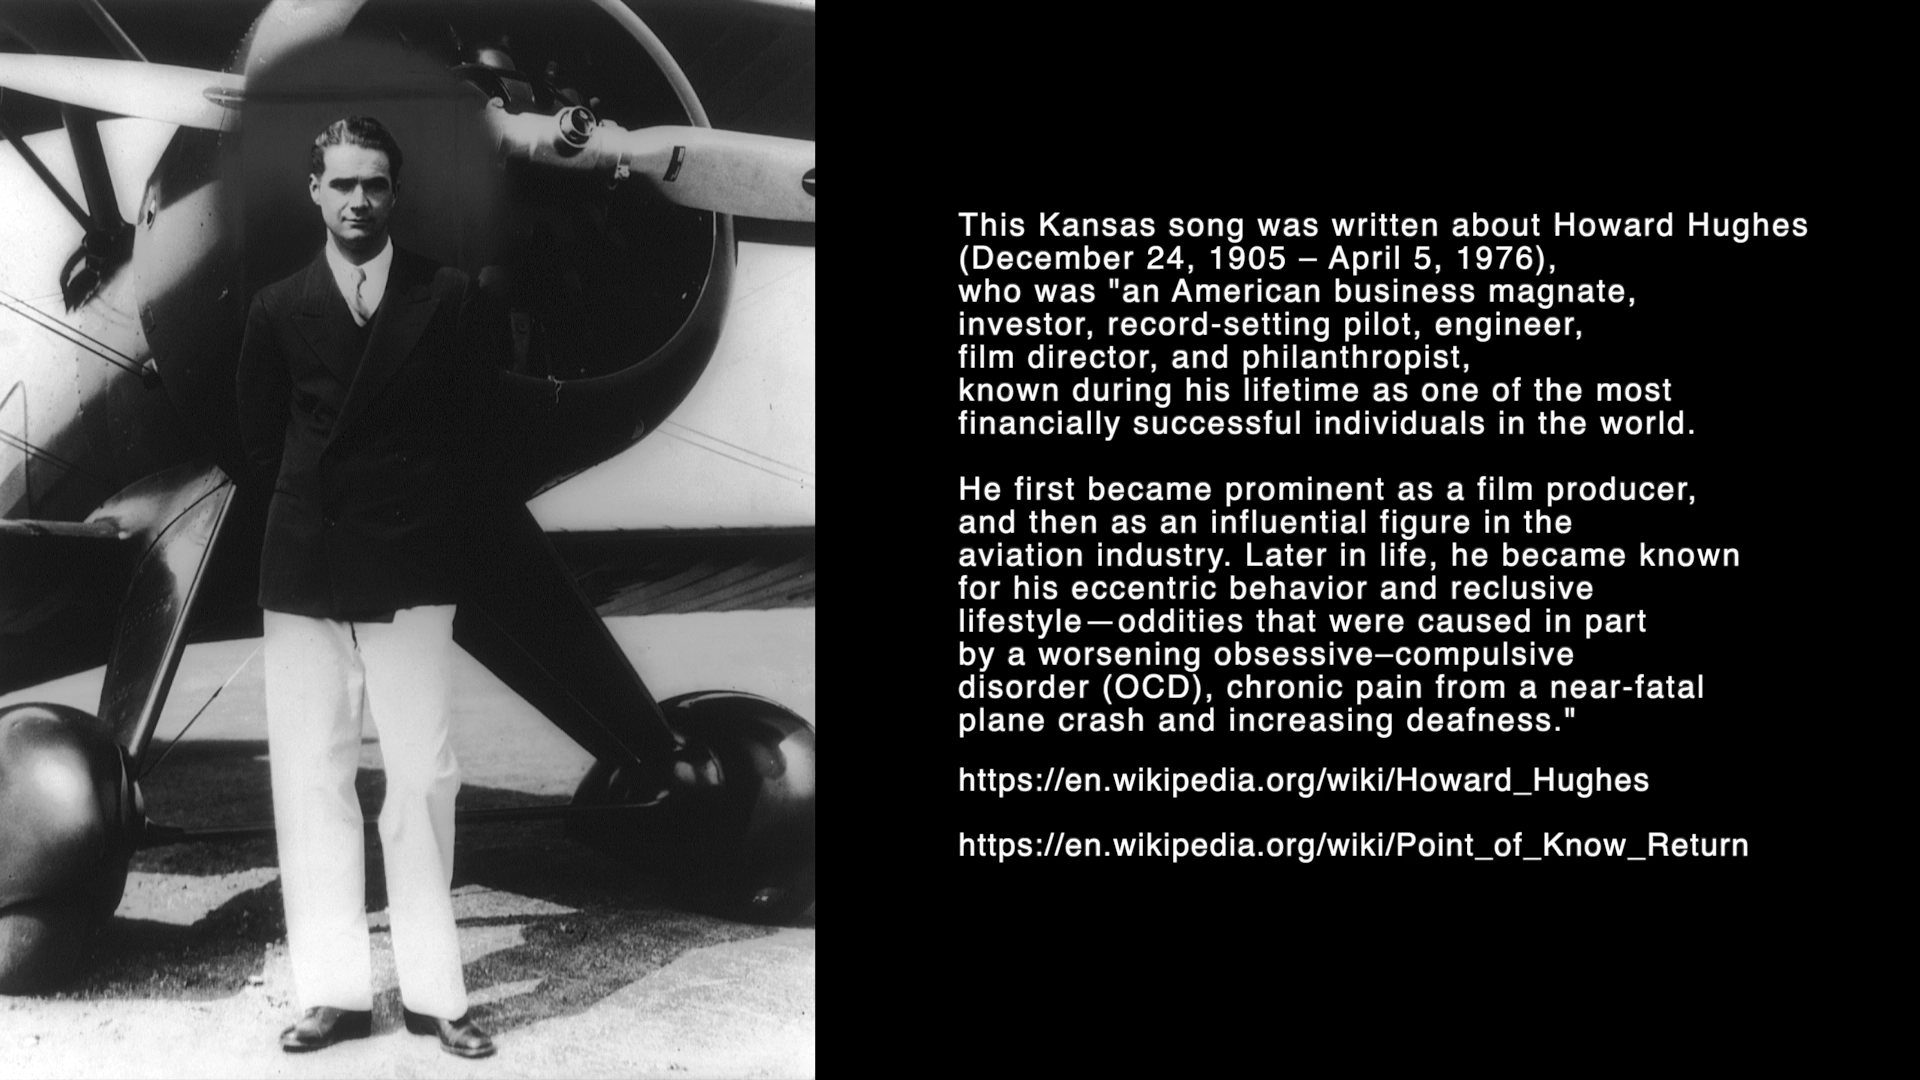 This Kansas song was written about Howard Hughes
(December 24, 1905 – April 5, 1976),
who was "an American business magnate,
investor, record-setting pilot, engineer,
film director, and philanthropist,
known during his lifetime as one of the most
financially successful individuals in the world.
He first became prominent as a film producer,
and then as an influential figure in the
aviation industry. Later in life, he became known
for his eccentric behavior and reclusive
lifestyle—oddities that were caused in part
by a worsening obsessive–compulsive
disorder (OCD), chronic pain from a near-fatal
plane crash and increasing deafness."
https://en.wikipedia.org/wiki/Howard_Hughes
https://en.wikipedia.org/wiki/Point_of_Know_Return